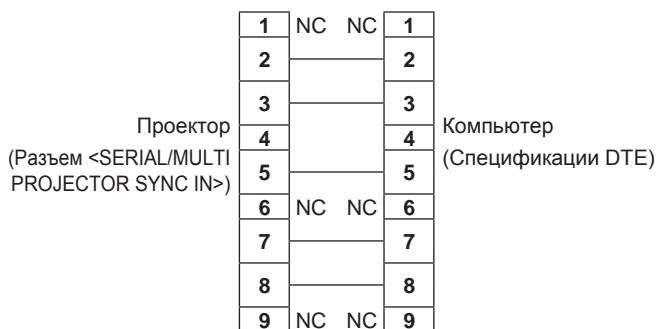 1 NC NC 1
2 2
3 3
Проектор 4 4 Компьютер
(Разъем <SERIAL/MULTI 5 5 (Спецификации DTE)
PROJECTOR SYNC IN>)
6 NC NC 6
7 7
8 8
9 NC NC 9